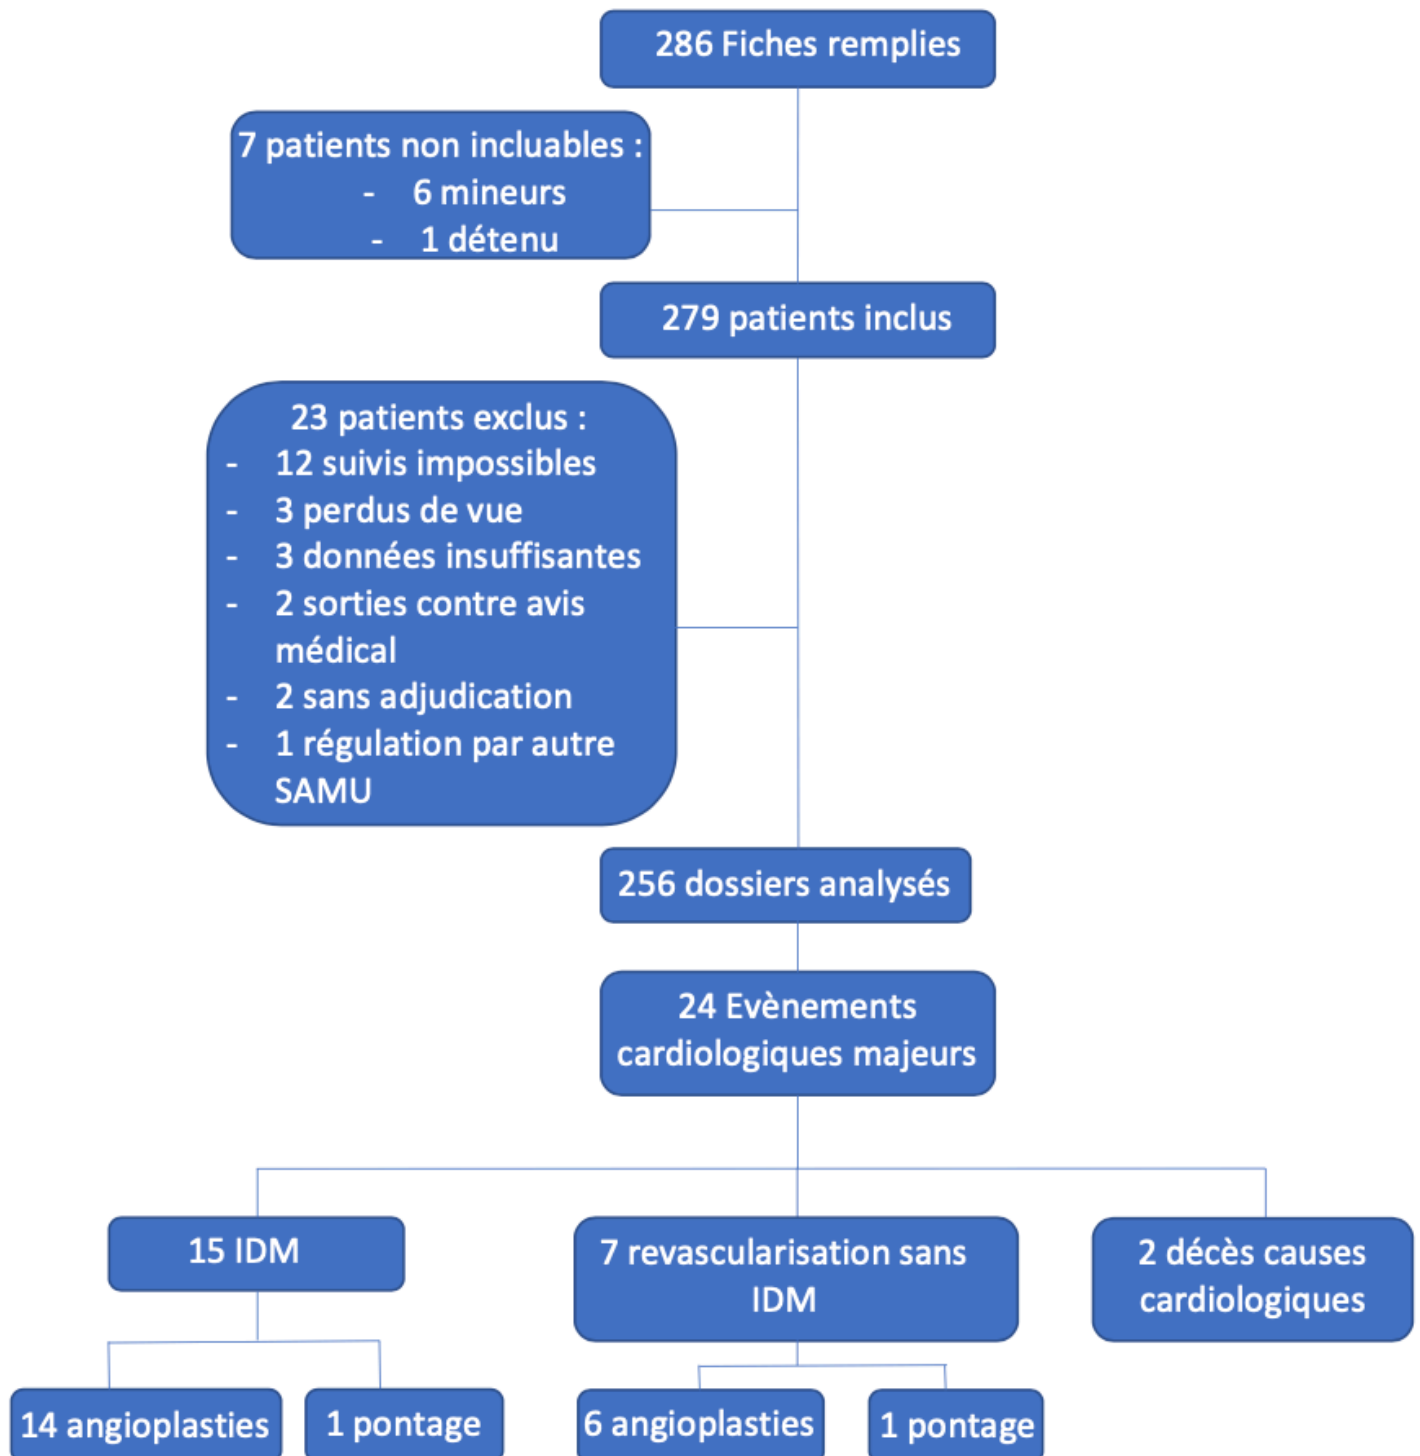 286 Fiches remplies
7 patients non incluables :
- 6 mineurs
- 1 détenu
279 patients inclus
23 patients exclus :
- 12 suivis impossibles
- 3 perdus de vue
- 3 données insuffisantes
- 2 sorties contre avis
médical
- 2 sans adjudication
- 1 régulation par autre
SAMU
256 dossiers analysés
24 Evènements
cardiologiques majeurs
15 IDM
7 revascularisation sans
IDM
2 décès causes
cardiologiques
14 angioplasties
1 pontage
6 angioplasties
1 pontage